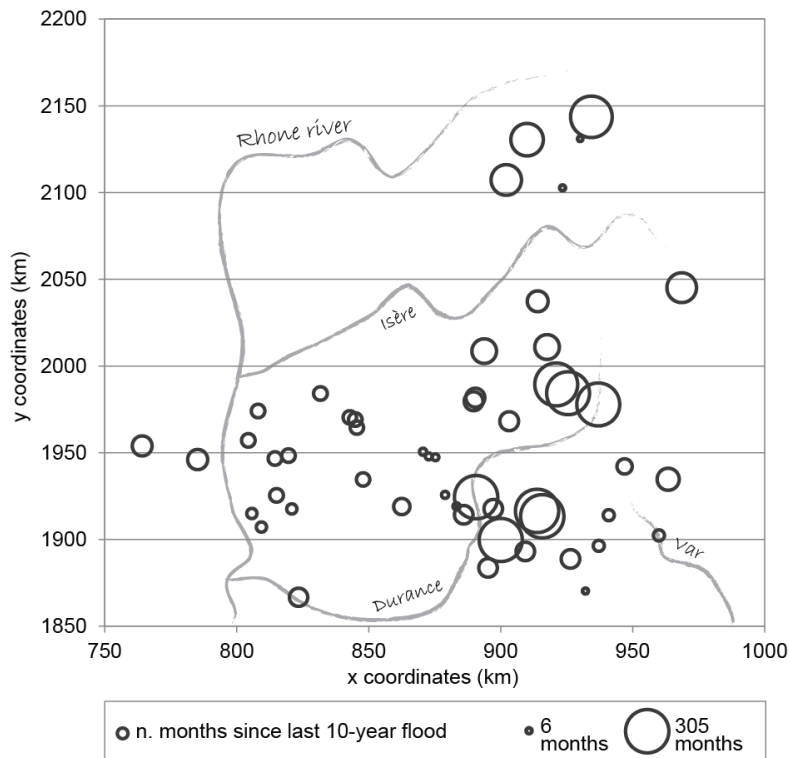 2200
2150
2100
2050
2000
1950
1900
1850
y coordinates (km)
Rhone river
Isère
Durance
Var
750 800 850 900 950 1000
x coordinates (km)
n. months since last 10-year flood
6
months
305
months